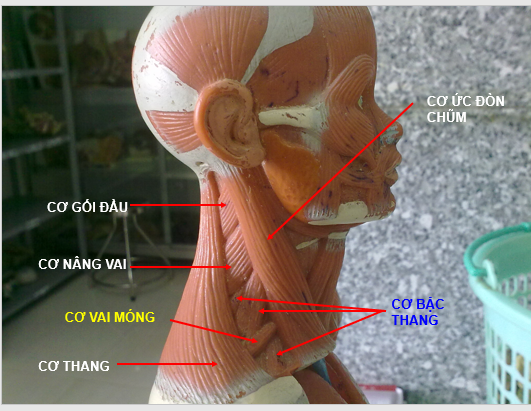 CƠ ỨC ĐÒN
CHŨM
CƠ GỐI ĐẦU
CƠ NÂNG VAI
CƠ VAI MÓNG
CƠ BẬC
THANG
CƠ THANG